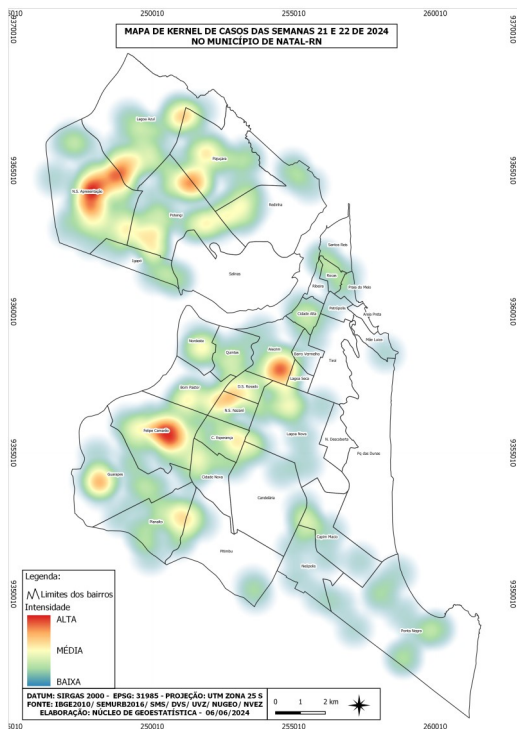 250010 255010 260010
MAPA DE KERNEL DE CASOS DAS SEMANAS 21 E 22 DE 2024
NO MUNICÍPIO DE NATAL-RN
9370010
9365010
9360010
9355010
9350010
Lagoa Azul
Pajuçara
N.S. Apresentação
Potengi
Redinha
Igapó
Salinas
Santos Reis
Rocas
Ribeira
Praia do Meio
Petrópolis
Areia Preta
Cidade Alta
Mãe Luiza
Nordeste
Quintas
Alecrim
Barro Vermelho
Tirol
Lagoa Seca
Bom Pastor
D.S. Rosado
N.S. Nazaré
Felipe Camarão
C. Esperança
Lagoa Nova
N. Descoberta
Pq das Dunas
Guarapes
Cidade Nova
Candelária
Planalto
Pitimbu
Capim Macio
Neópolis
Ponta Negra
Legenda:
Limites dos bairros
Intensidade
ALTA
MÉDIA
BAIXA
DATUM: SIRGAS 2000 - EPSG: 31985 - PROJEÇÃO: UTM ZONA 25 S
FONTE: IBGE2010/ SEMURB2016/ SMS/ DVS/ UVZ/ NUGEO/ NVEZ
ELABORAÇÃO: NÚCLEO DE GEOESTATÍSTICA - 06/06/2024
0 1 2 km
250010 255010 260010